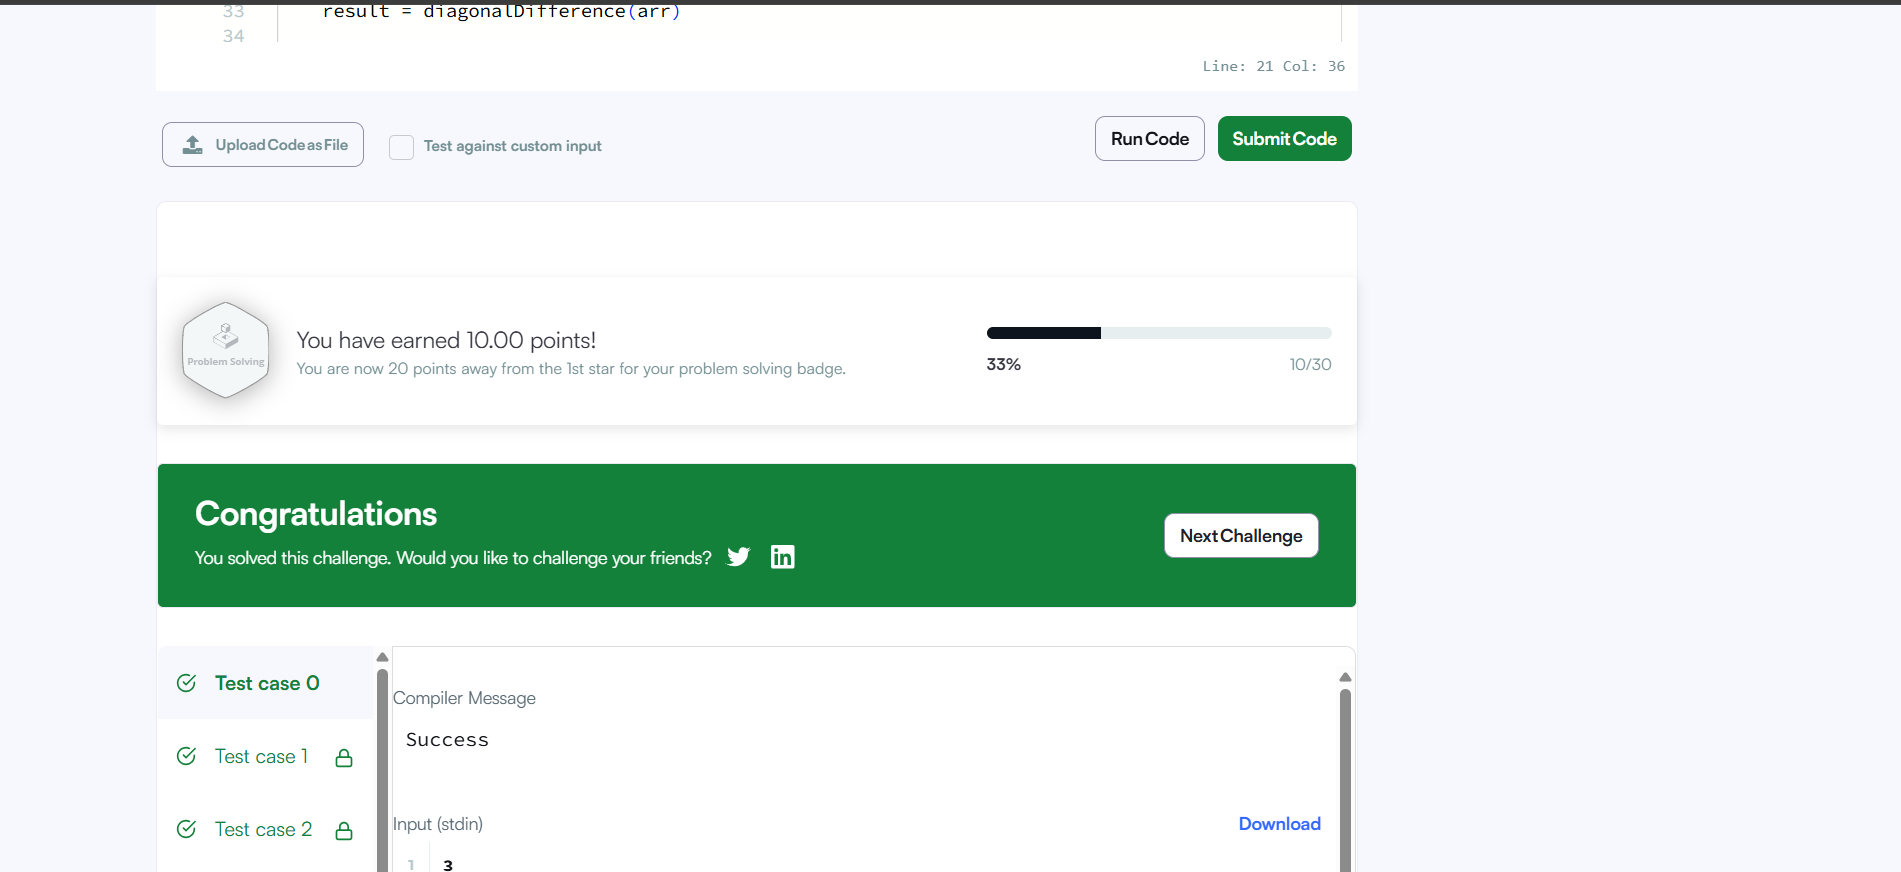 33 result = diagonalDifference(arr)
34
Line: 21 Col: 36
Upload Code as File
Test against custom input
Run Code
Submit Code
Problem Solving
You have earned 10.00 points!
You are now 20 points away from the 1st star for your problem solving badge.
33%
10/30
Congratulations
You solved this challenge. Would you like to challenge your friends?
in
Next Challenge
Test case 0
Test case 1
Test case 2
Compiler Message
Success
Input (stdin)
Download
1 3